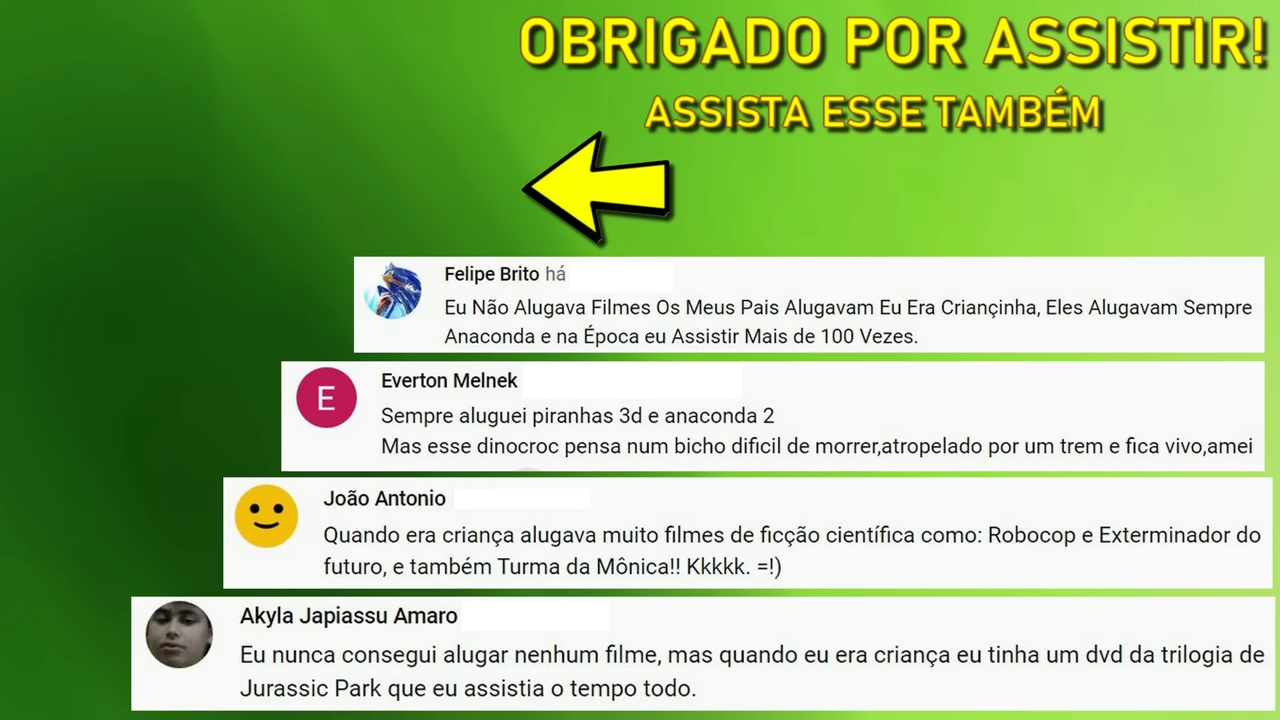 OBRIGADO POR ASSISTIR!
ASSISTA ESSE TAMBÉM
Felipe Brito há
Eu Não Alugava Filmes Os Meus Pais Alugavam Eu Era Criançinha, Eles Alugavam Sempre
Anaconda e na Época eu Assistir Mais de 100 Vezes.
E
Everton Melnek
Sempre aluguei piranhas 3d e anaconda 2
Mas esse dinocroc pensa num bicho dificil de morrer,atropelado por um trem e fica vivo,amei
João Antonio
Quando era criança alugava muito filmes de ficção científica como: Robocop e Exterminador do
futuro, e também Turma da Mônica!! Kkkkk. =!)
Akyla Japiassu Amaro
Eu nunca consegui alugar nenhum filme, mas quando eu era criança eu tinha um dvd da trilogia de
Jurassic Park que eu assistia o tempo todo.